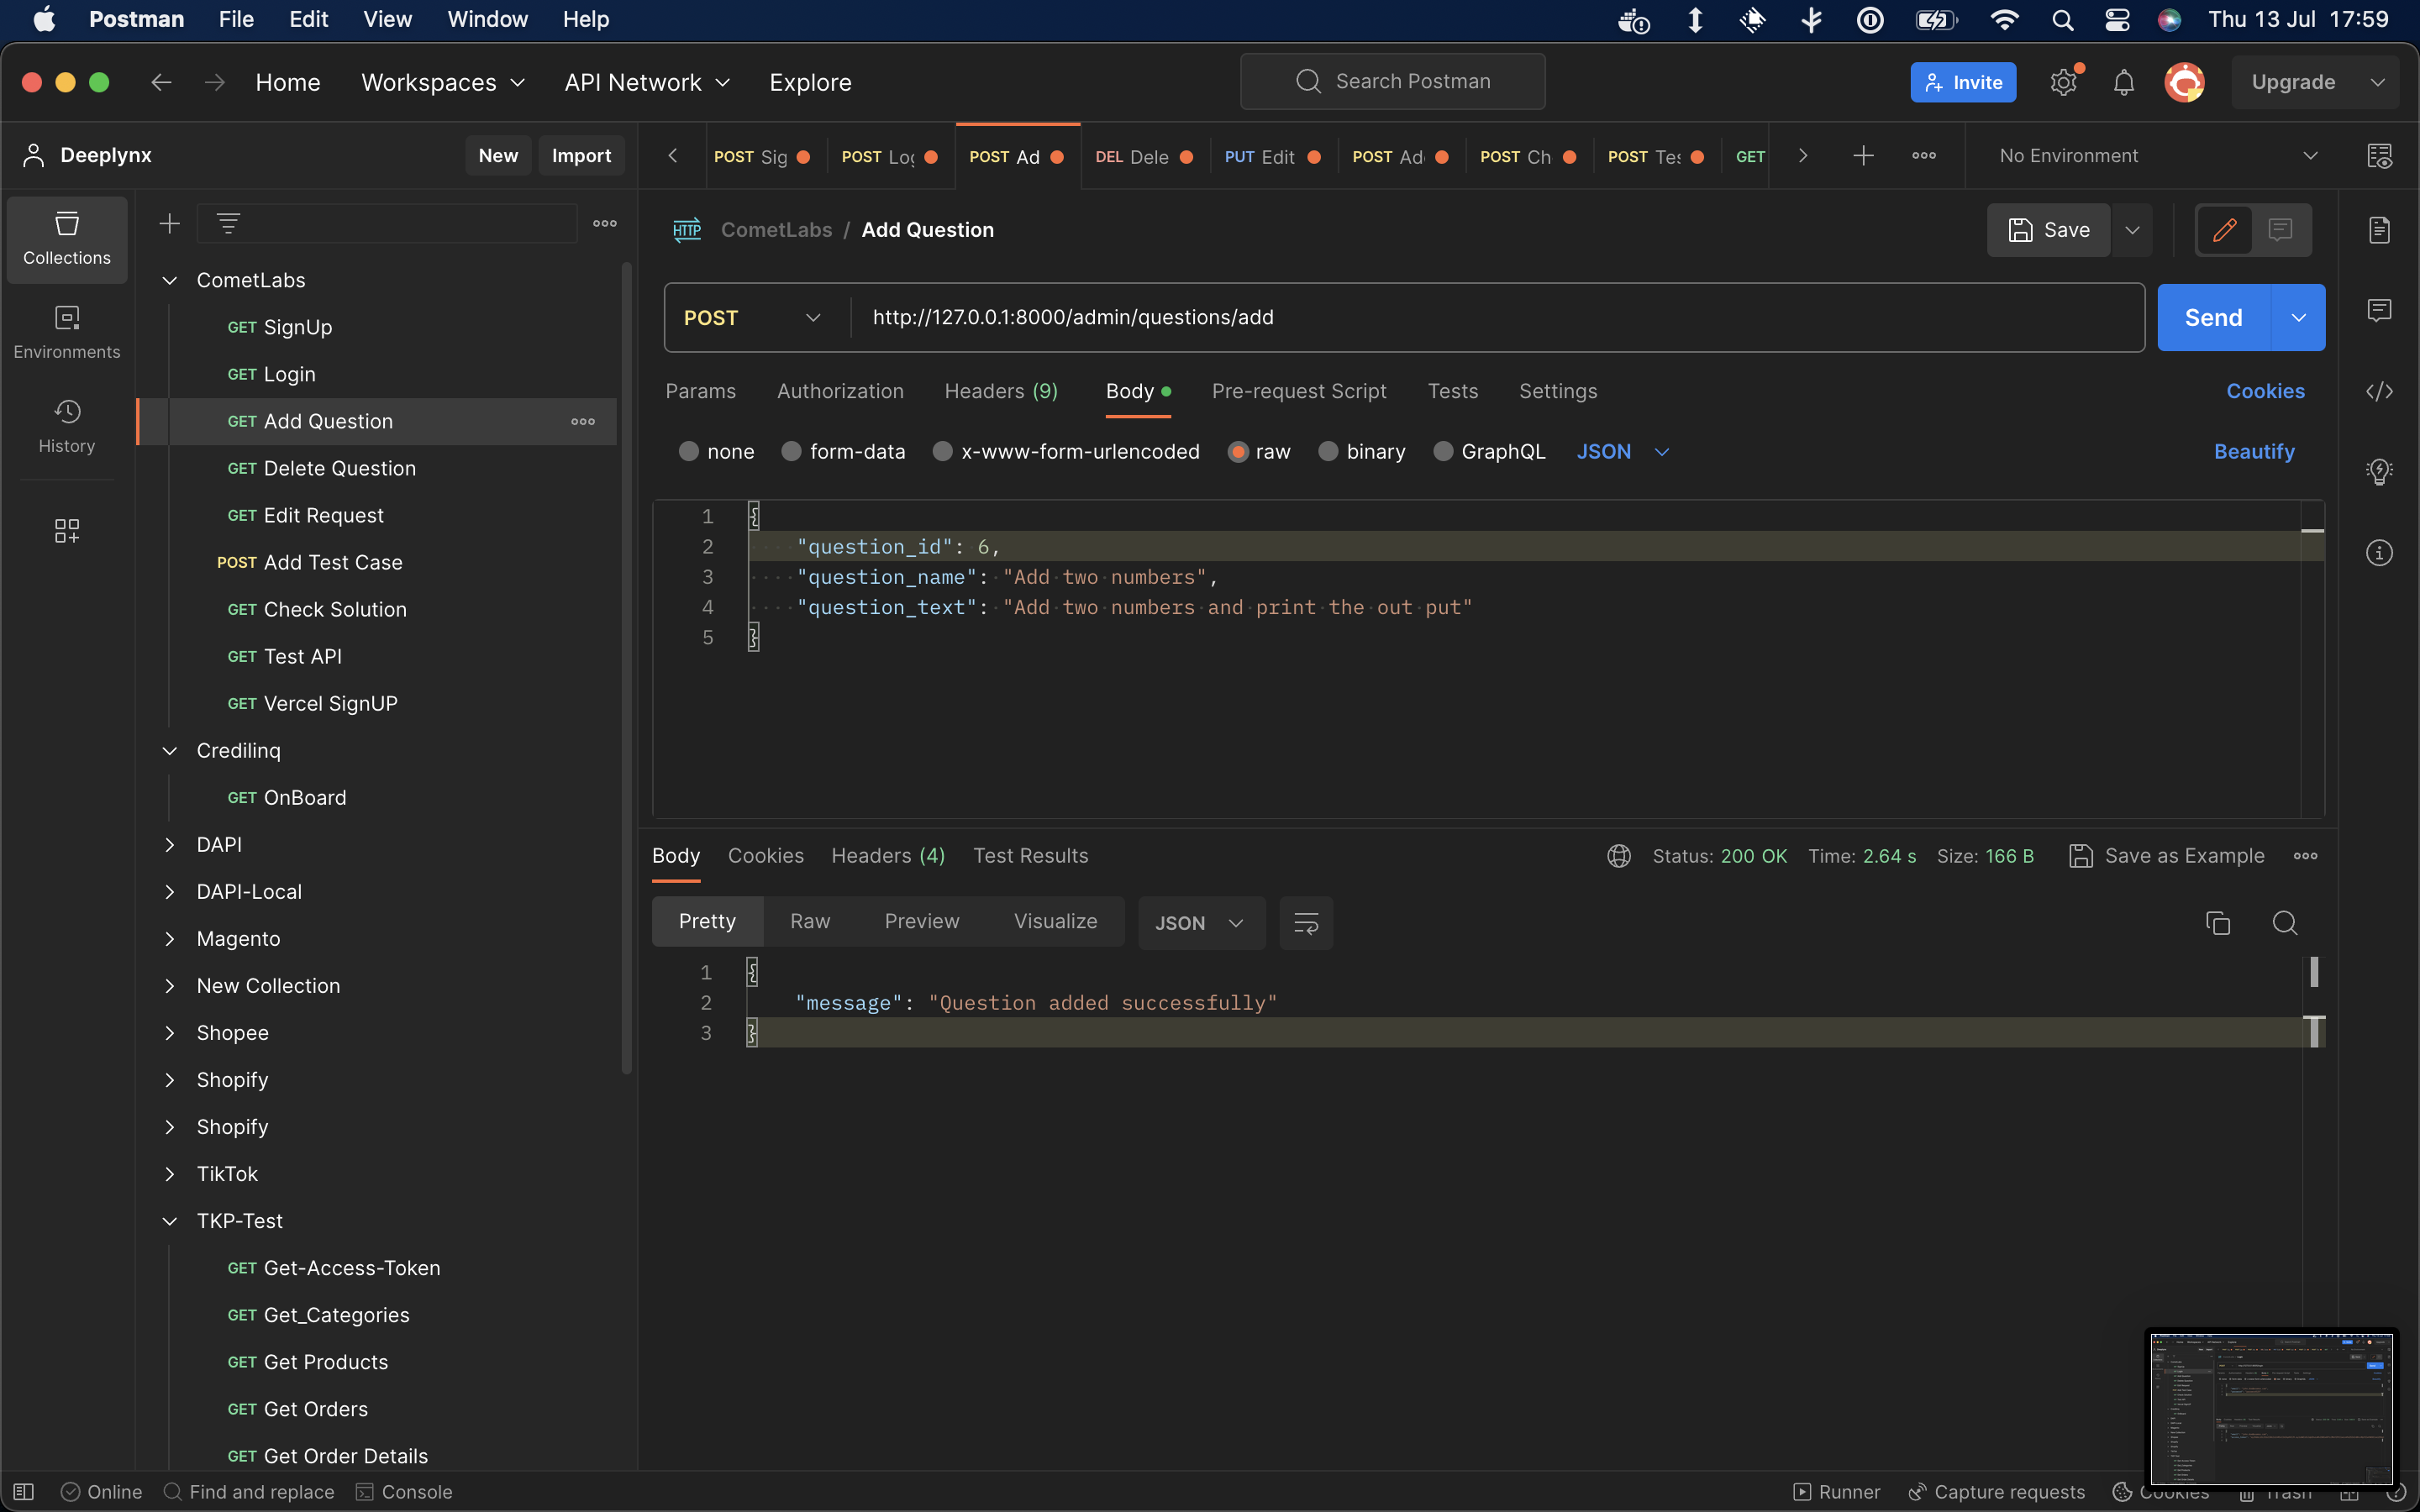 Postman File Edit View Window Help Thu 13 Jul 17:59
Home Workspaces API Network Explore Search Postman Invite Upgrade
Deeplynx New Import POST Sig POST Log POST Ad DEL Dele PUT Edit POST Ad POST Ch POST Tes GET No Environment
Collections
Environments
History
CometLabs
GET SignUp
GET Login
GET Add Question
GET Delete Question
GET Edit Request
POST Add Test Case
GET Check Solution
GET Test API
GET Vercel SignUP
Credilinq
GET OnBoard
DAPI
DAPI-Local
Magento
New Collection
Shopee
Shopify
Shopify
TikTok
TKP-Test
GET Get-Access-Token
GET Get_Categories
GET Get Products
GET Get Orders
GET Get Order Details
HTTP CometLabs / Add Question Save
POST http://127.0.0.1:8000/admin/questions/add Send
Params Authorization Headers (9) Body Pre-request Script Tests Settings Cookies
none form-data x-www-form-urlencoded raw binary GraphQL JSON Beautify
1 {
2 "question_id": 6,
3 "question_name": "Add two numbers",
4 "question_text": "Add two numbers and print the out put"
5 }
Body Cookies Headers (4) Test Results Status: 200 OK Time: 2.64 s Size: 166 B Save as Example
Pretty Raw Preview Visualize JSON
1 {
2 "message": "Question added successfully"
3 }
Online Find and replace Console Runner Capture requests Cookies Trash